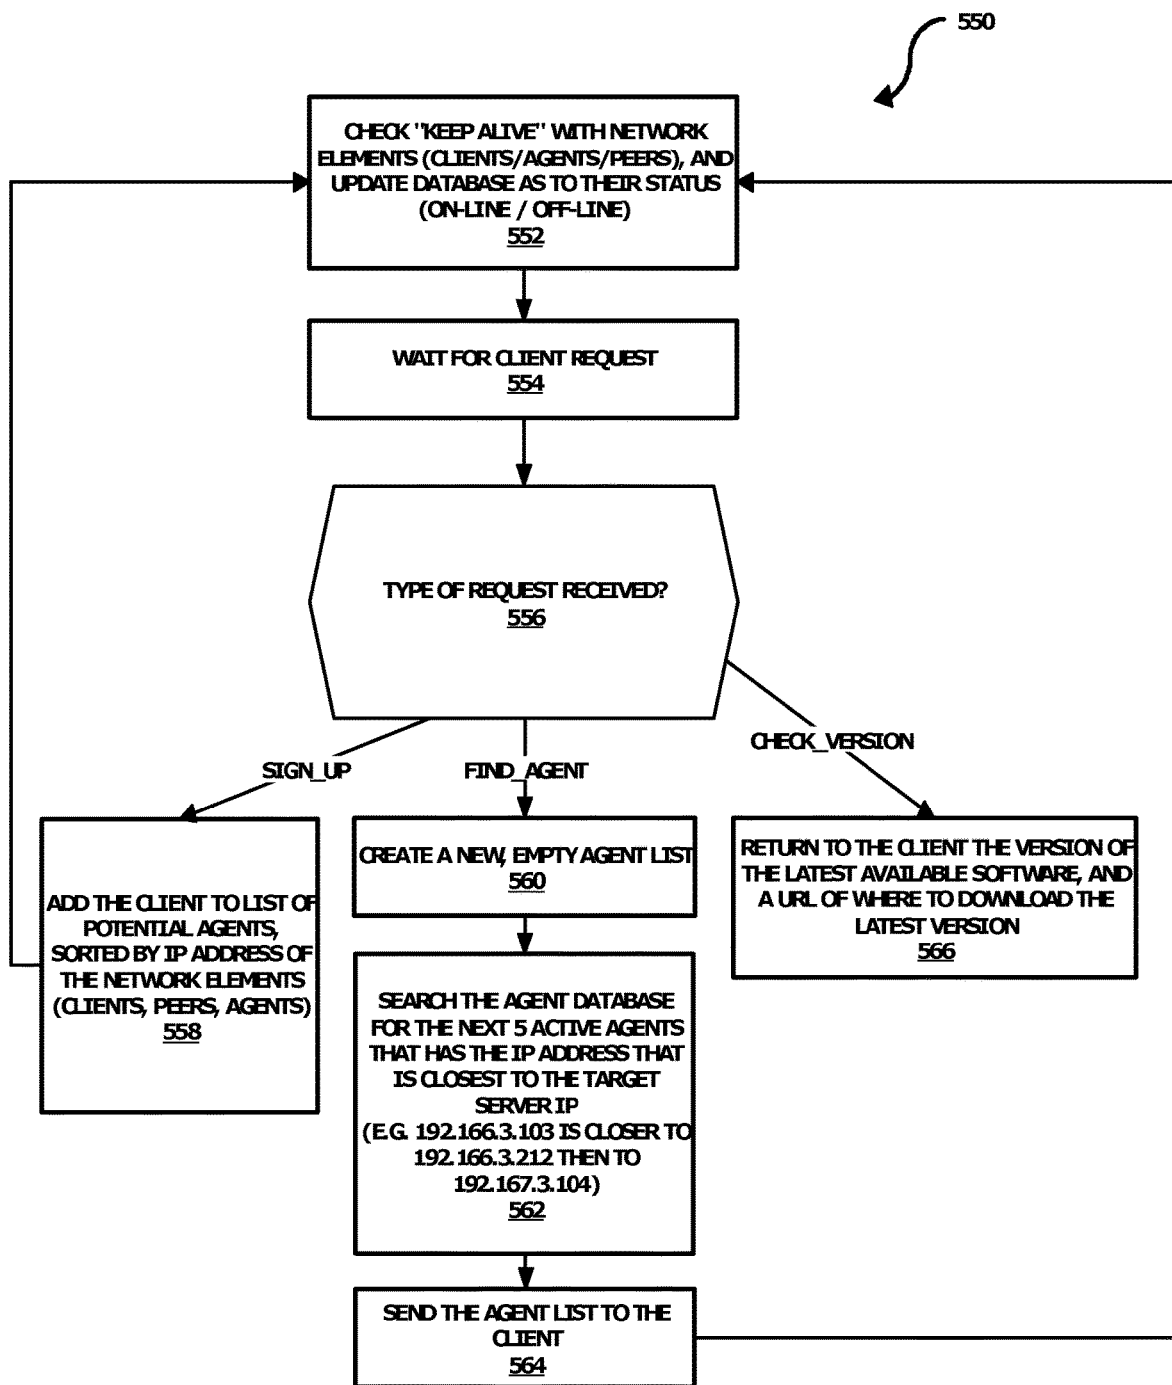 550
CHECK "KEEP ALIVE" WITH NETWORK
ELEMENTS (CLIENTS/AGENTS/PEERS), AND
UPDATE DATABASE AS TO THEIR STATUS
(ON-LINE / OFF-LINE)
552
WAIT FOR CLIENT REQUEST
554
TYPE OF REQUEST RECEIVED?
556
SIGN_UP
FIND_AGENT
CHECK_VERSION
ADD THE CLIENT TO LIST OF
POTENTIAL AGENTS,
SORTED BY IP ADDRESS OF
THE NETWORK ELEMENTS
(CLIENTS, PEERS, AGENTS)
558
CREATE A NEW, EMPTY AGENT LIST
560
SEARCH THE AGENT DATABASE
FOR THE NEXT 5 ACTIVE AGENTS
THAT HAS THE IP ADDRESS THAT
IS CLOSEST TO THE TARGET
SERVER IP
(E.G. 192.166.3.103 IS CLOSER TO
192.166.3.212 THEN TO
192.167.3.104)
562
SEND THE AGENT LIST TO THE
CLIENT
564
RETURN TO THE CLIENT THE VERSION OF
THE LATEST AVAILABLE SOFTWARE, AND
A URL OF WHERE TO DOWNLOAD THE
LATEST VERSION
566